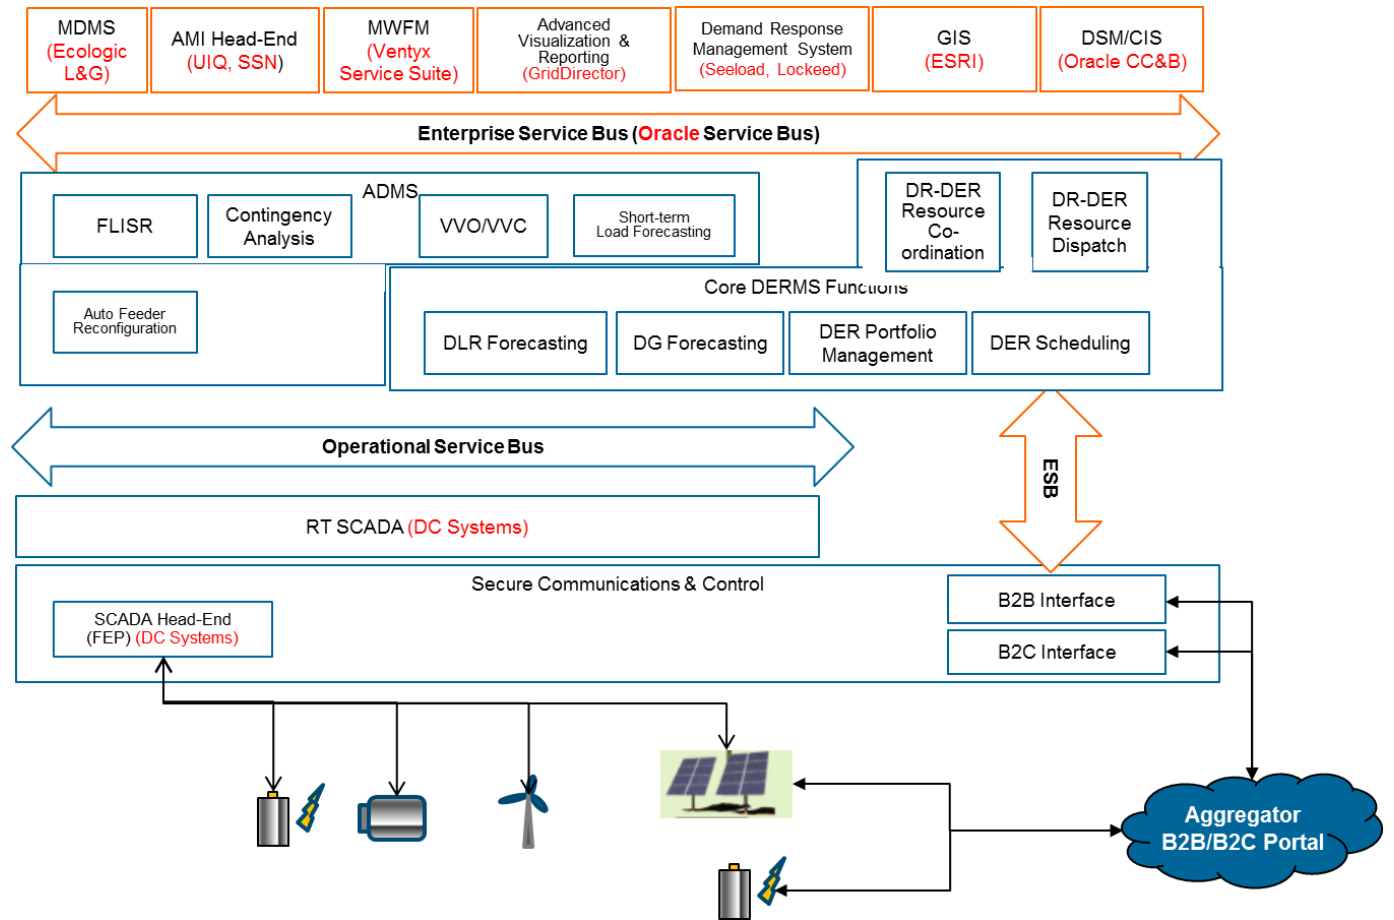 MDMS
(Ecologic
L&G)
AMI Head-End
(UIQ, SSN)
MWFM
(Ventyx
Service Suite)
Advanced
Visualization &
Reporting
(GridDirector)
Demand Response
Management System
(Seeload, Lockeed)
GIS
(ESRI)
DSM/CIS
(Oracle CC&B)
Enterprise Service Bus (Oracle Service Bus)
ADMS
FLISR
Contingency
Analysis
VVO/VVC
Short-term
Load Forecasting
DR-DER
Resource
Co-
ordination
DR-DER
Resource
Dispatch
Auto Feeder
Reconfiguration
Core DERMS Functions
DLR Forecasting
DG Forecasting
DER Portfolio
Management
DER Scheduling
Operational Service Bus
ESB
RT SCADA (DC Systems)
Secure Communications & Control
SCADA Head-End
(FEP) (DC Systems)
B2B Interface
B2C Interface
Aggregator
B2B/B2C Portal